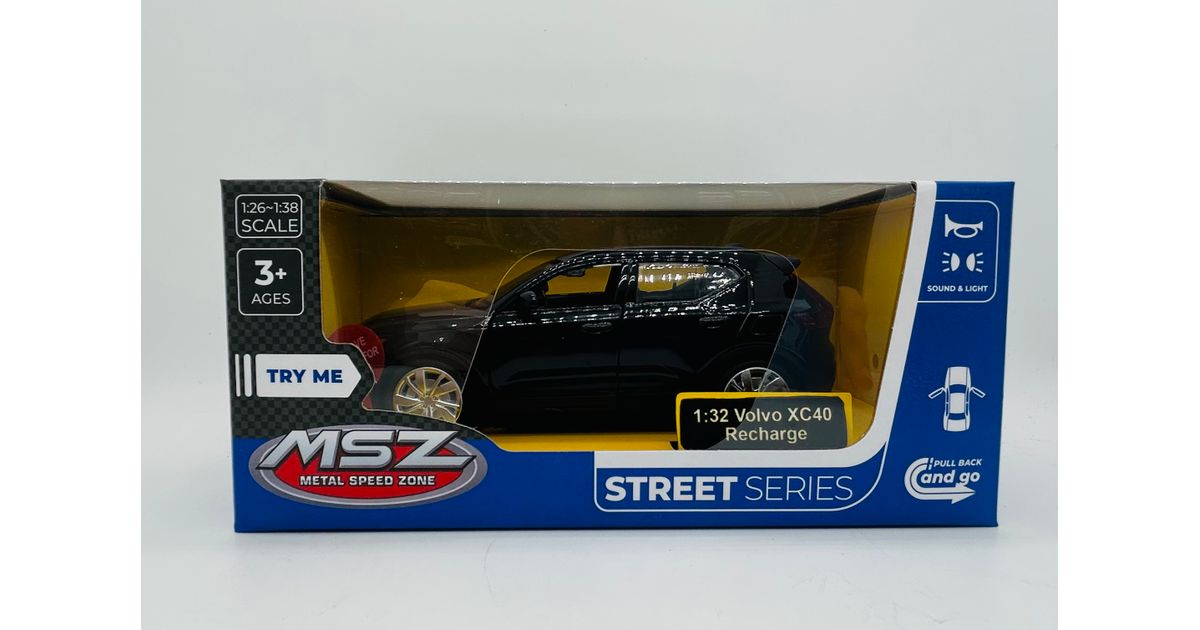 1:26~1:38
SCALE
3+
AGES
TRY ME
MSZ
METAL SPEED ZONE
1:32 Volvo XC40
Recharge
STREET SERIES
SOUND & LIGHT
PULL BACK
and go